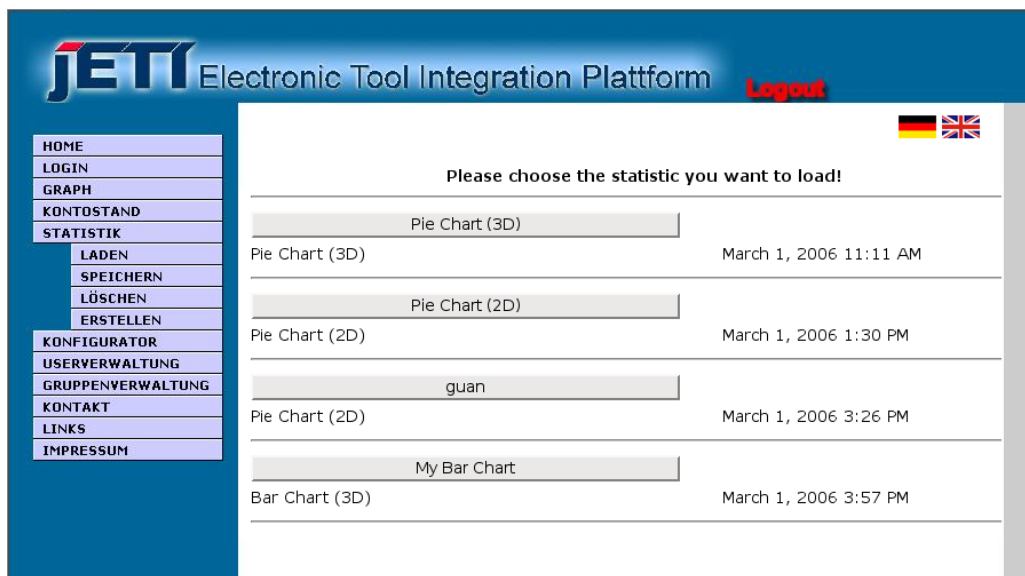 jETI Electronic Tool Integration Plattform
Logout
HOME
LOGIN
GRAPH
KONTOSTAND
STATISTIK
LADEN
SPEICHERN
LÖSCHEN
ERSTELLEN
KONFIGURATOR
USERVERWALTUNG
GRUPPENVERWALTUNG
KONTAKT
LINKS
IMPRESSUM
Please choose the statistic you want to load!
Pie Chart (3D)
Pie Chart (3D) March 1, 2006 11:11 AM
Pie Chart (2D)
Pie Chart (2D) March 1, 2006 1:30 PM
guan
Pie Chart (2D) March 1, 2006 3:26 PM
My Bar Chart
Bar Chart (3D) March 1, 2006 3:57 PM